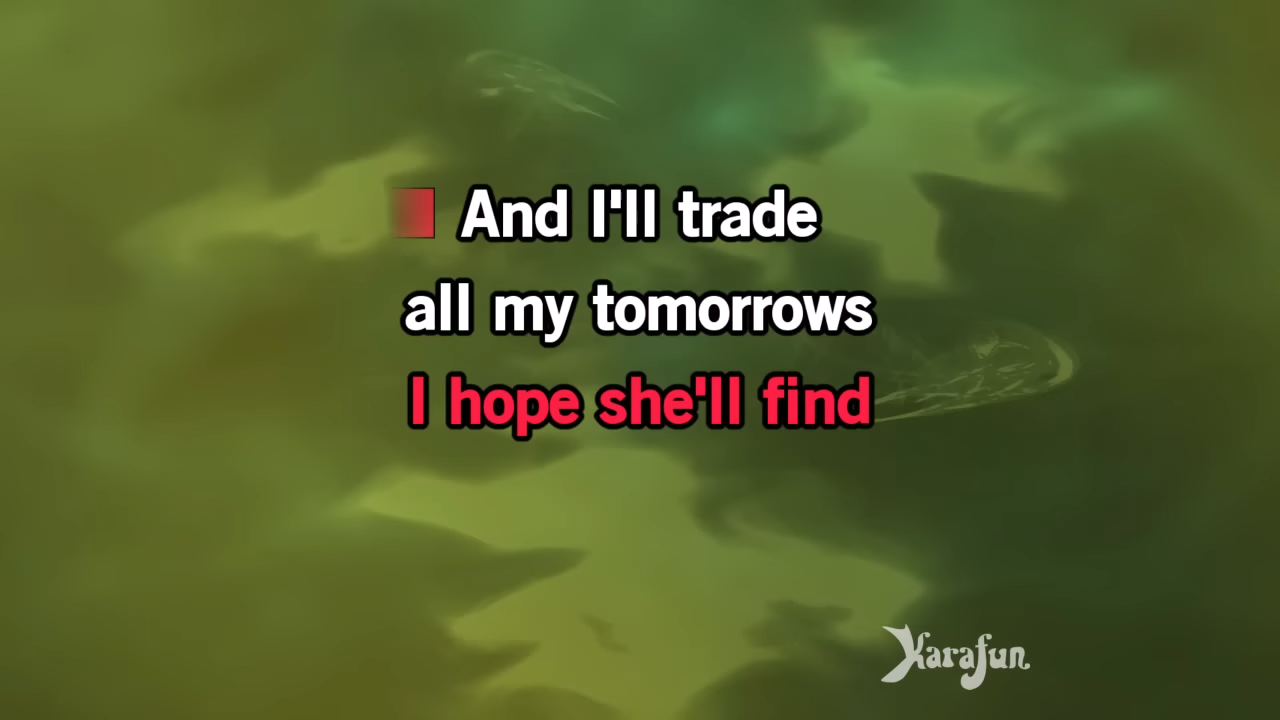 And I'll trade
all my tomorrows
I hope she'll find
Karafun